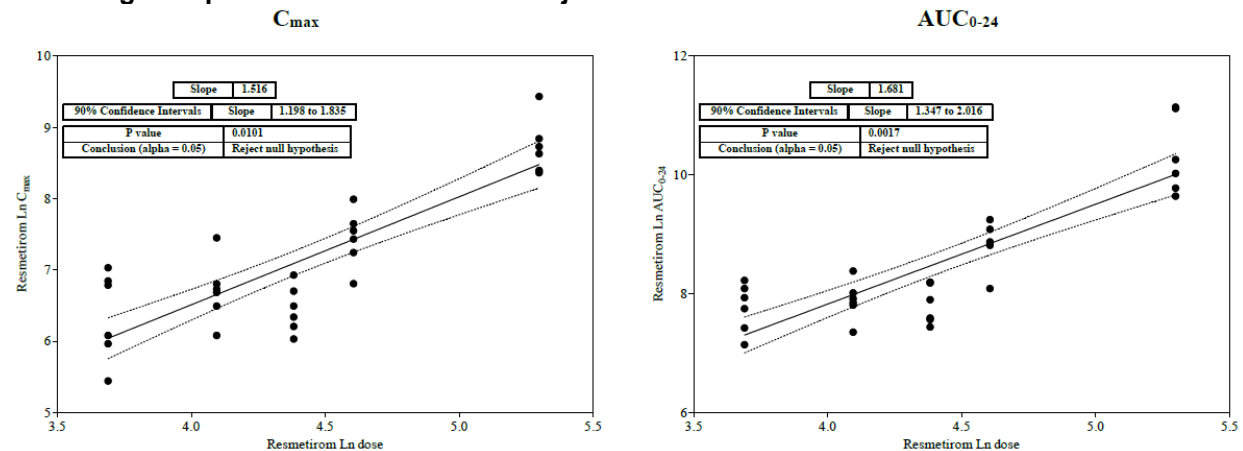 C_max
AUC_0-24
10
9
8
7
6
5
Resmetirom Ln C_max
Slope 1.516
90% Confidence Intervals Slope 1.198 to 1.835
P value 0.0101
Conclusion (alpha = 0.05) Reject null hypothesis
3.5 4.0 4.5 5.0 5.5
Resmetirom Ln dose
12
10
8
6
Resmetirom Ln AUC_0-24
Slope 1.681
90% Confidence Intervals Slope 1.347 to 2.016
P value 0.0017
Conclusion (alpha = 0.05) Reject null hypothesis
3.5 4.0 4.5 5.0 5.5
Resmetirom Ln dose